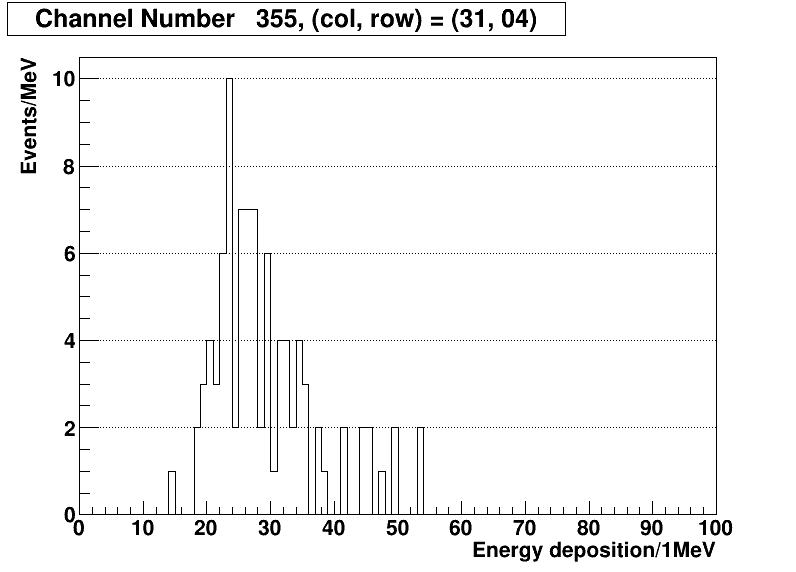 Channel Number 355, (col, row) = (31, 04)
Events/MeV
10
8
6
4
2
0
0 10 20 30 40 50 60 70 80 90 100
Energy deposition/1MeV